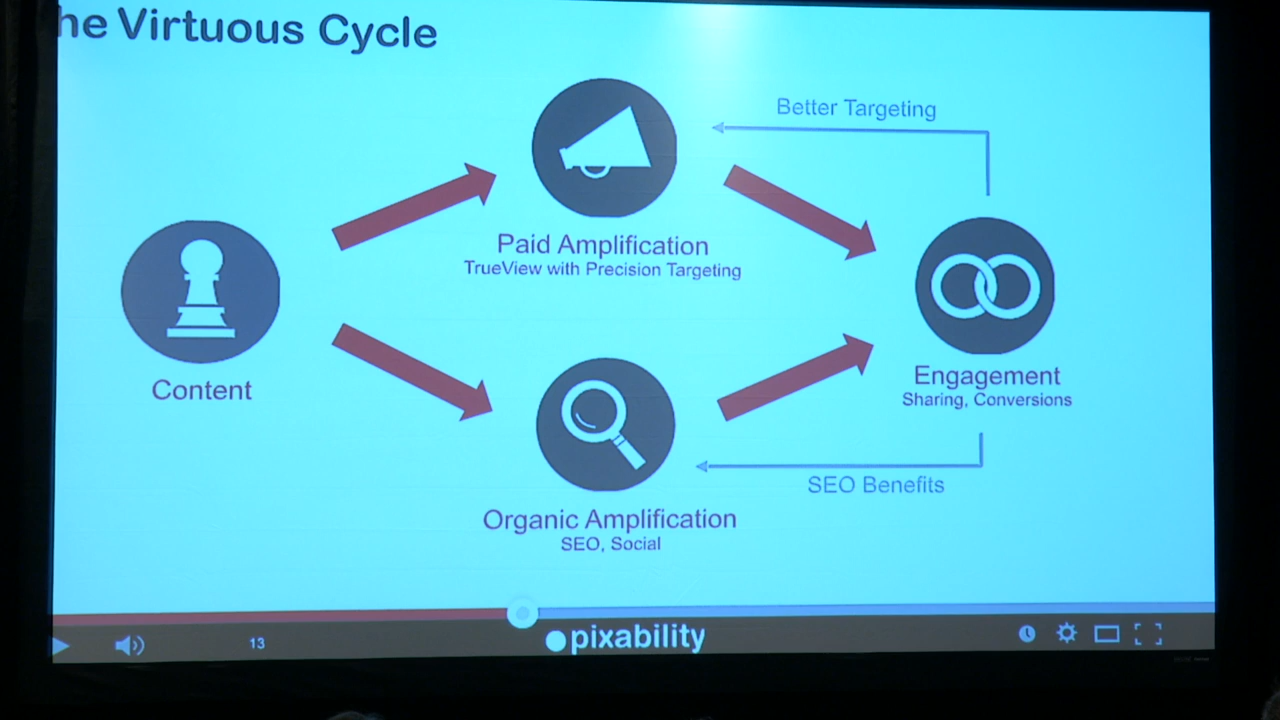 he Virtuous Cycle
Better Targeting
Paid Amplification
TrueView with Precision Targeting
Content
Engagement
Sharing, Conversions
SEO Benefits
Organic Amplification
SEO, Social
13
pixability